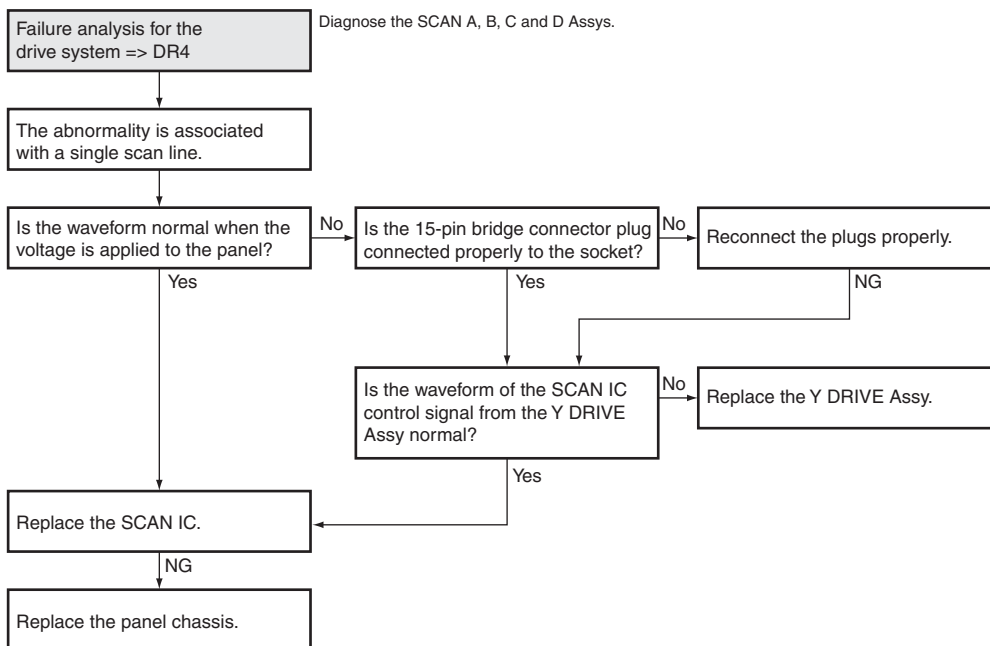 Failure analysis for the
drive system => DR4
Diagnose the SCAN A, B, C and D Assys.
The abnormality is associated
with a single scan line.
Is the waveform normal when the
voltage is applied to the panel?
No
Is the 15-pin bridge connector plug
connected properly to the socket?
No
Reconnect the plugs properly.
Yes
Yes
NG
Is the waveform of the SCAN IC
control signal from the Y DRIVE
Assy normal?
No
Replace the Y DRIVE Assy.
Yes
Replace the SCAN IC.
NG
Replace the panel chassis.